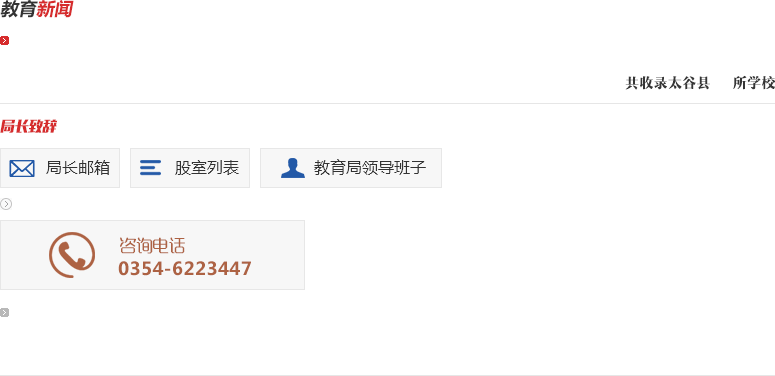 教育新闻
共收录太谷县 所学校
局长致辞
局长邮箱 股室列表 教育局领导班子
咨询电话
0354-6223447